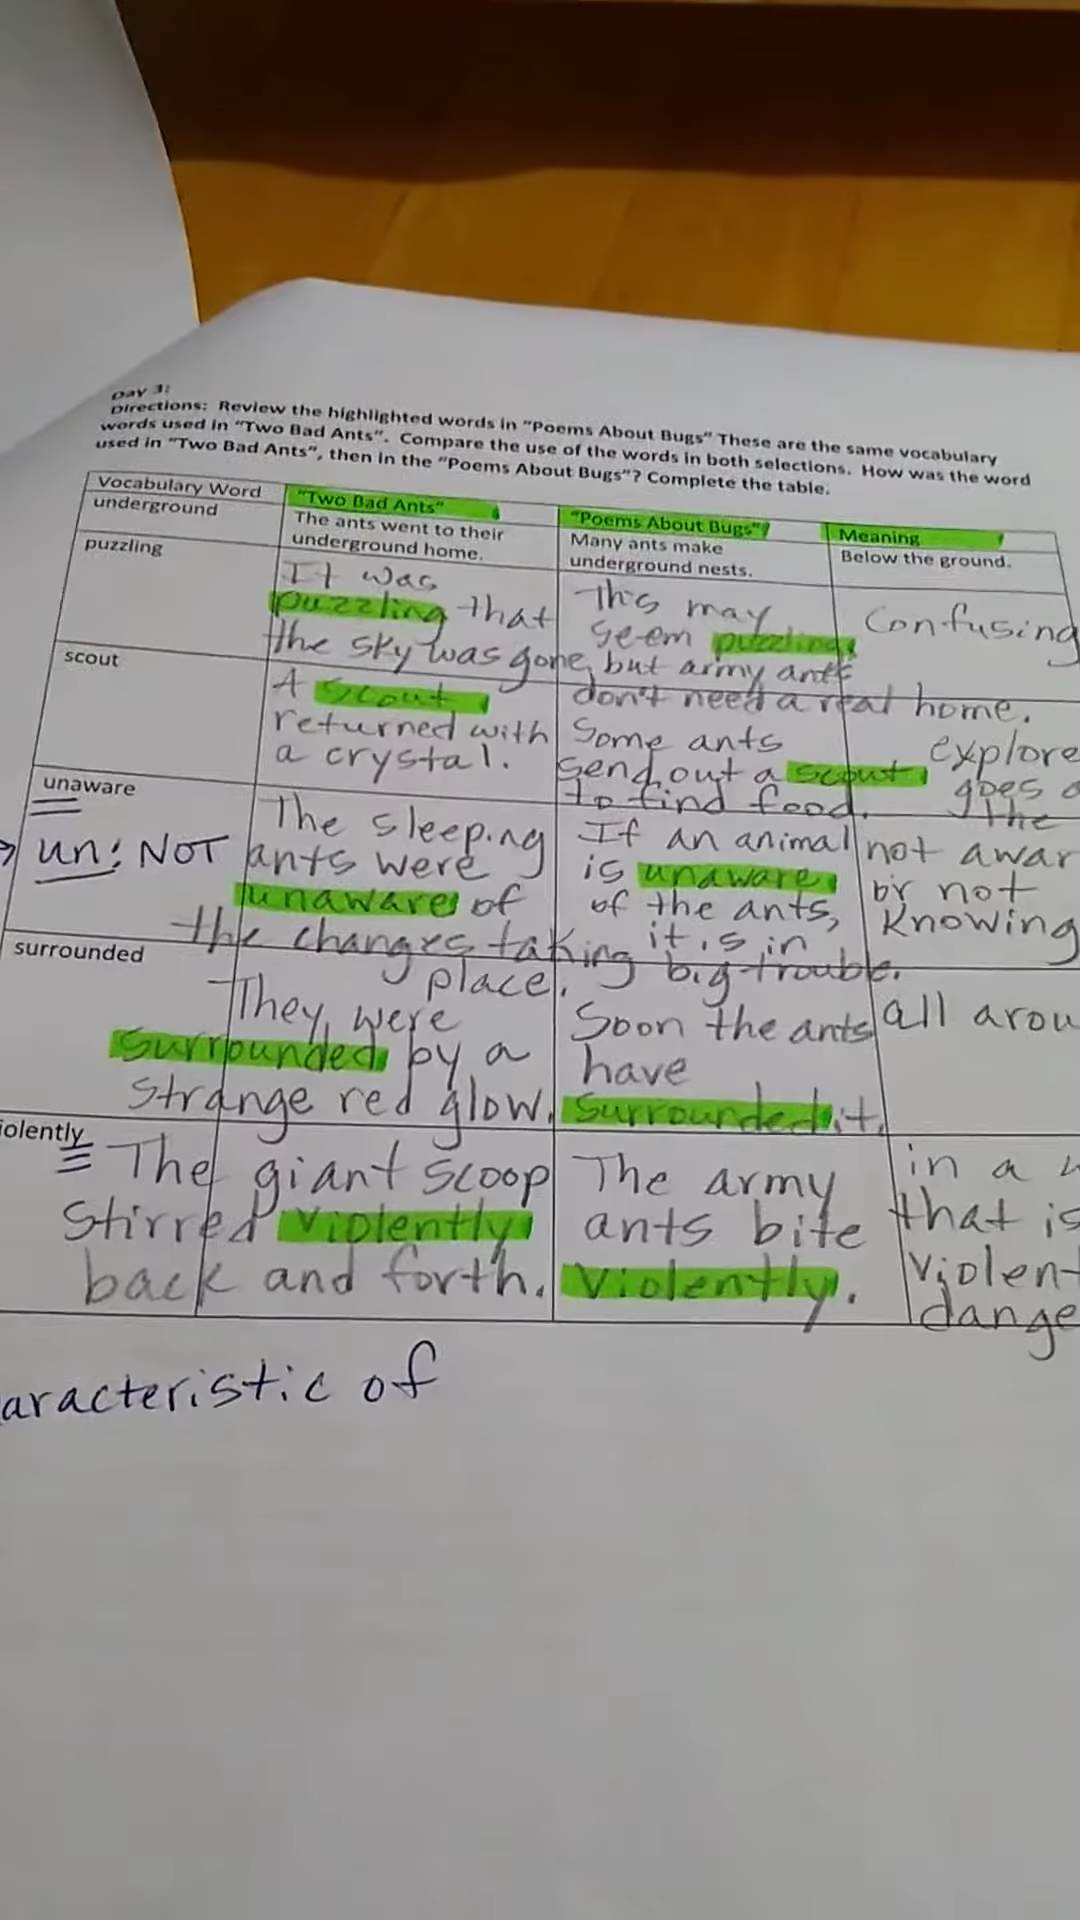 Day 3:
Directions: Review the highlighted words in "Poems About Bugs" These are the same vocabulary
words used in "Two Bad Ants". Compare the use of the words in both selections. How was the word
used in "Two Bad Ants", then in the "Poems About Bugs"? Complete the table.
Vocabulary Word
"Two Bad Ants"
"Poems About Bugs"
Meaning
underground
The ants went to their
underground home.
Many ants make
underground nests.
Below the ground.
puzzling
It was
puzzling that
the sky was gone,
This may
seem puzzling,
but army ants
don't need a real home.
Confusing
scout
A scout
returned with
a crystal.
Some ants
send out a scout
to find food.
explore
goes
the
unaware
un: NOT
The sleeping
ants were
unaware of
the changes taking
place.
If an animal
is unaware
of the ants,
it is in
big trouble.
not awar
or not
knowing
surrounded
They were
surrounded by a
strange red glow.
Soon the ants
have
surrounded it.
all arou
iolently
The giant scoop
stirred violently
back and forth.
The army
ants bite
violently.
in a
that is
violent
dange
aracteristic of